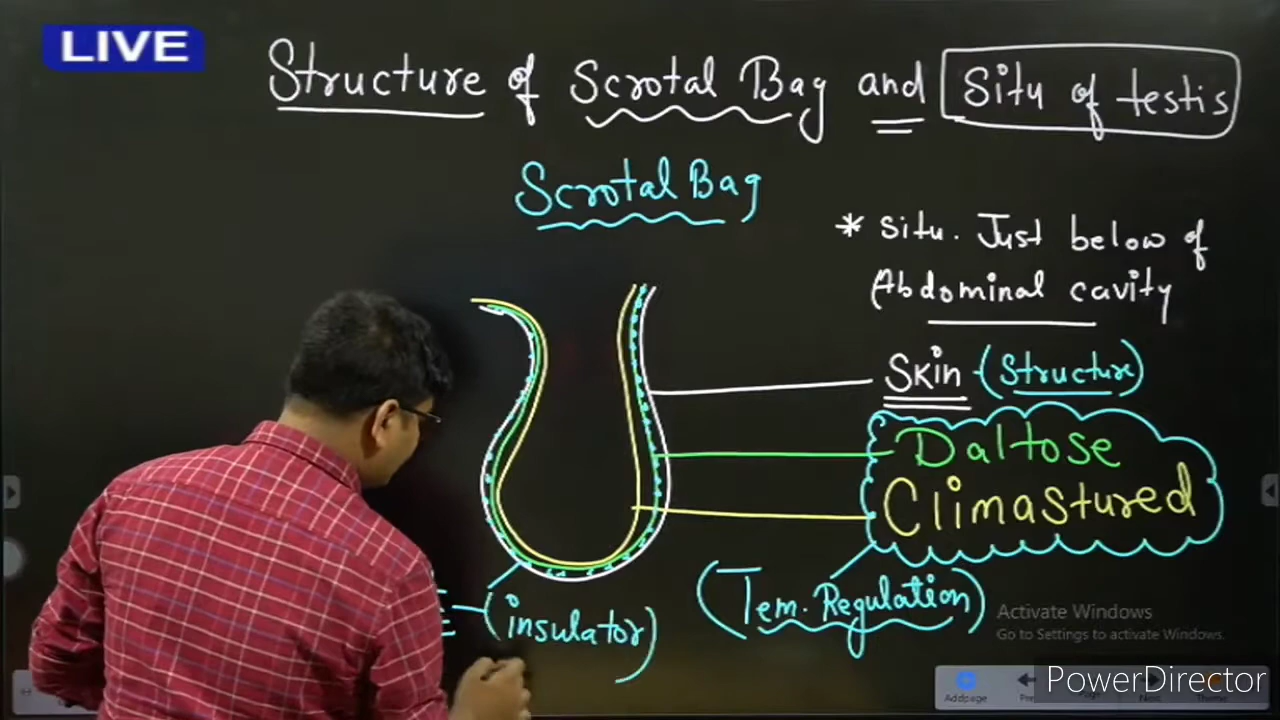 LIVE
Structure of Scrotal Bag and Situ of testis
Scrotal Bag
* Situ. Just below of
Abdominal cavity
Skin - (Structure)
Daltose
Climastured
(insulator)
(Tem. Regulation)
Activate Windows
Go to Settings to activate Windows.
Addpage
PowerDirector